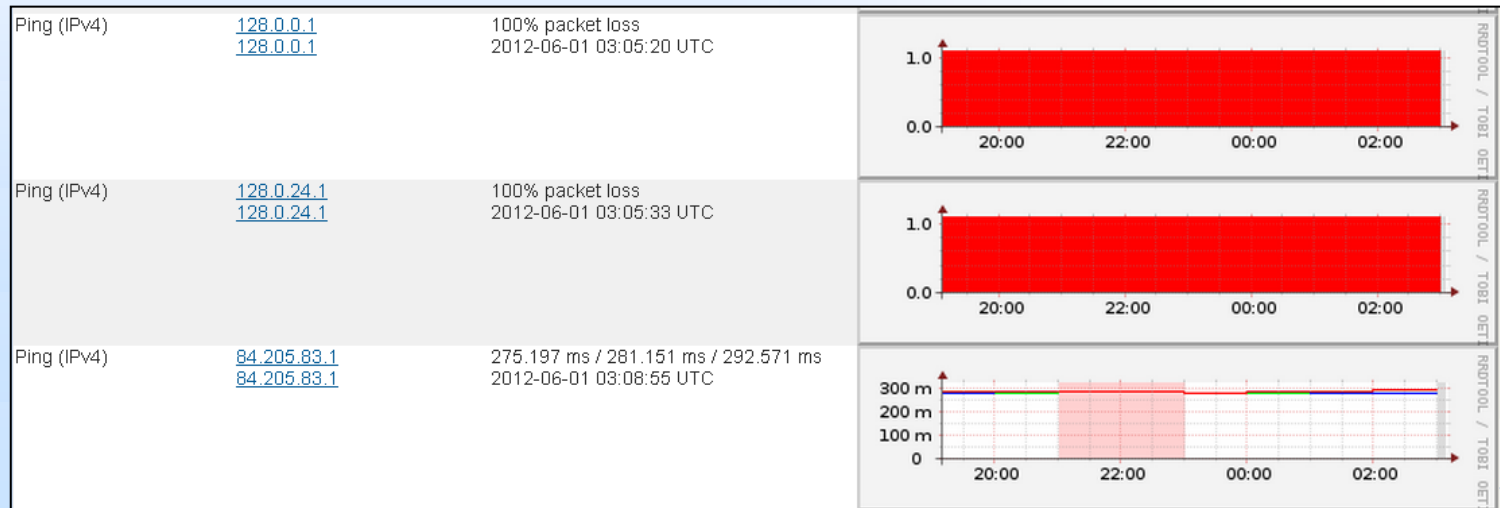 Ping (IPv4) 128.0.0.1 100% packet loss
128.0.0.1 2012-06-01 03:05:20 UTC
1.0
0.0
20:00 22:00 00:00 02:00
RRDTOOL / TOBI OETI
Ping (IPv4) 128.0.24.1 100% packet loss
128.0.24.1 2012-06-01 03:05:33 UTC
1.0
0.0
20:00 22:00 00:00 02:00
RRDTOOL / TOBI OETI
Ping (IPv4) 84.205.83.1 275.197 ms / 281.151 ms / 292.571 ms
84.205.83.1 2012-06-01 03:08:55 UTC
300 m
200 m
100 m
0
20:00 22:00 00:00 02:00
RRDTOOL / TOBI OETI